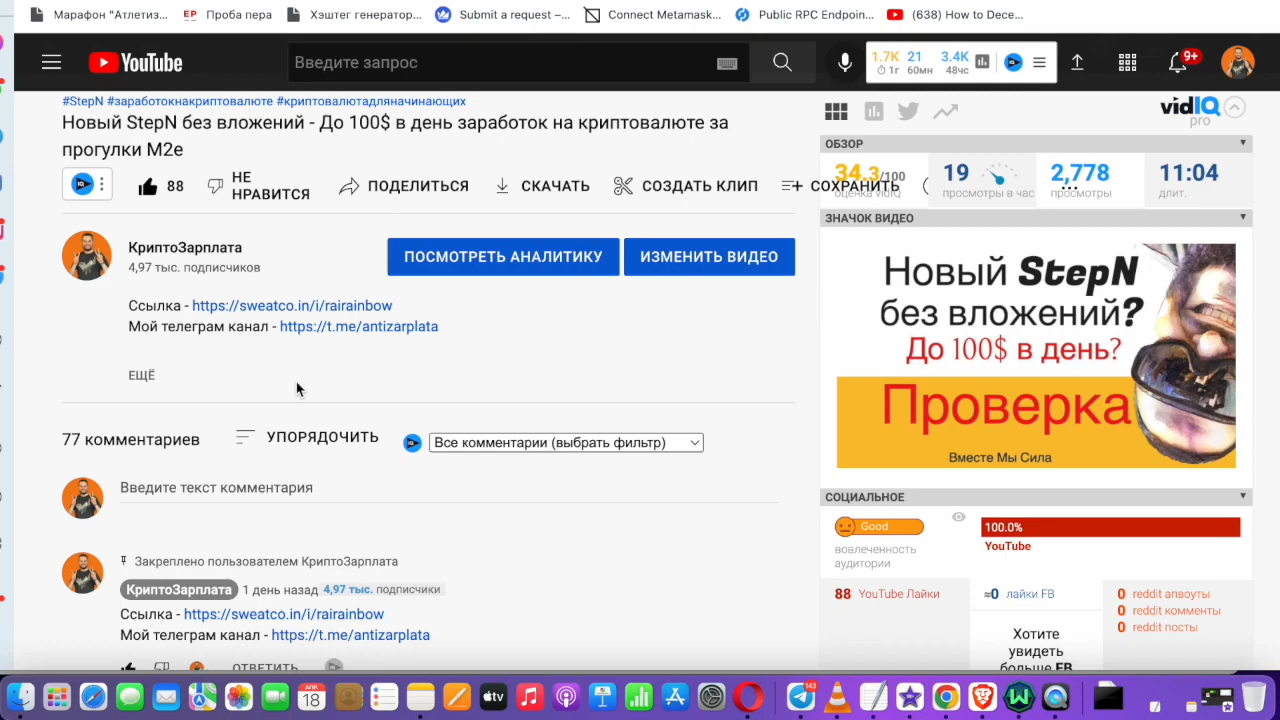 Марафон "Атлетиз...
EP Проба пера
Хэштег генератор...
Submit a request –...
Connect Metamask...
Public RPC Endpoin...
(638) How to Dece...
YouTube
Введите запрос
1.7K 21 3.4K
1г 60мн 48чс
9+
#StepN #заработокнакриптовалюте #криптовалютадляначинающих
Новый StepN без вложений - До 100$ в день заработок на криптовалюте за
прогулки М2е
88
НЕ
НРАВИТСЯ
ПОДЕЛИТЬСЯ
СКАЧАТЬ
СОЗДАТЬ КЛИП
СОХРАНИТЬ
КриптоЗарплата
4,97 тыс. подписчиков
ПОСМОТРЕТЬ АНАЛИТИКУ
ИЗМЕНИТЬ ВИДЕО
Ссылка - https://sweatco.in/i/rairainbow
Мой телеграм канал - https://t.me/antizarplata
ЕЩЁ
77 комментариев
УПОРЯДОЧИТЬ
Все комментарии (выбрать фильтр)
Введите текст комментария
Закреплено пользователем КриптоЗарплата
КриптоЗарплата 1 день назад 4,97 тыс. подписчики
Ссылка - https://sweatco.in/i/rairainbow
Мой телеграм канал - https://t.me/antizarplata
ОТВЕТИТЬ
vidIQ
pro
ОБЗОР
34.3/100
оценка vidIQ
19
просмотры в час
2,778
просмотры
11:04
длит.
ЗНАЧОК ВИДЕО
Новый StepN
без вложений?
До 100$ в день?
Проверка
Вместе Мы Сила
СОЦИАЛЬНОЕ
Good
вовлеченность
аудитории
100.0%
YouTube
88 YouTube Лайки
≈0 лайки FB
0 reddit апвоуты
0 reddit комменты
0 reddit посты
Хотите
увидеть
больше FB
АПР.
18
tv
143